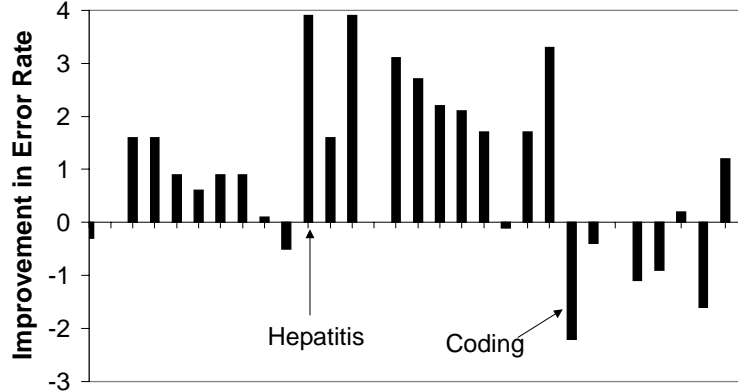 Improvement in Error Rate
4
3
2
1
0
-1
-2
-3
Hepatitis
Coding